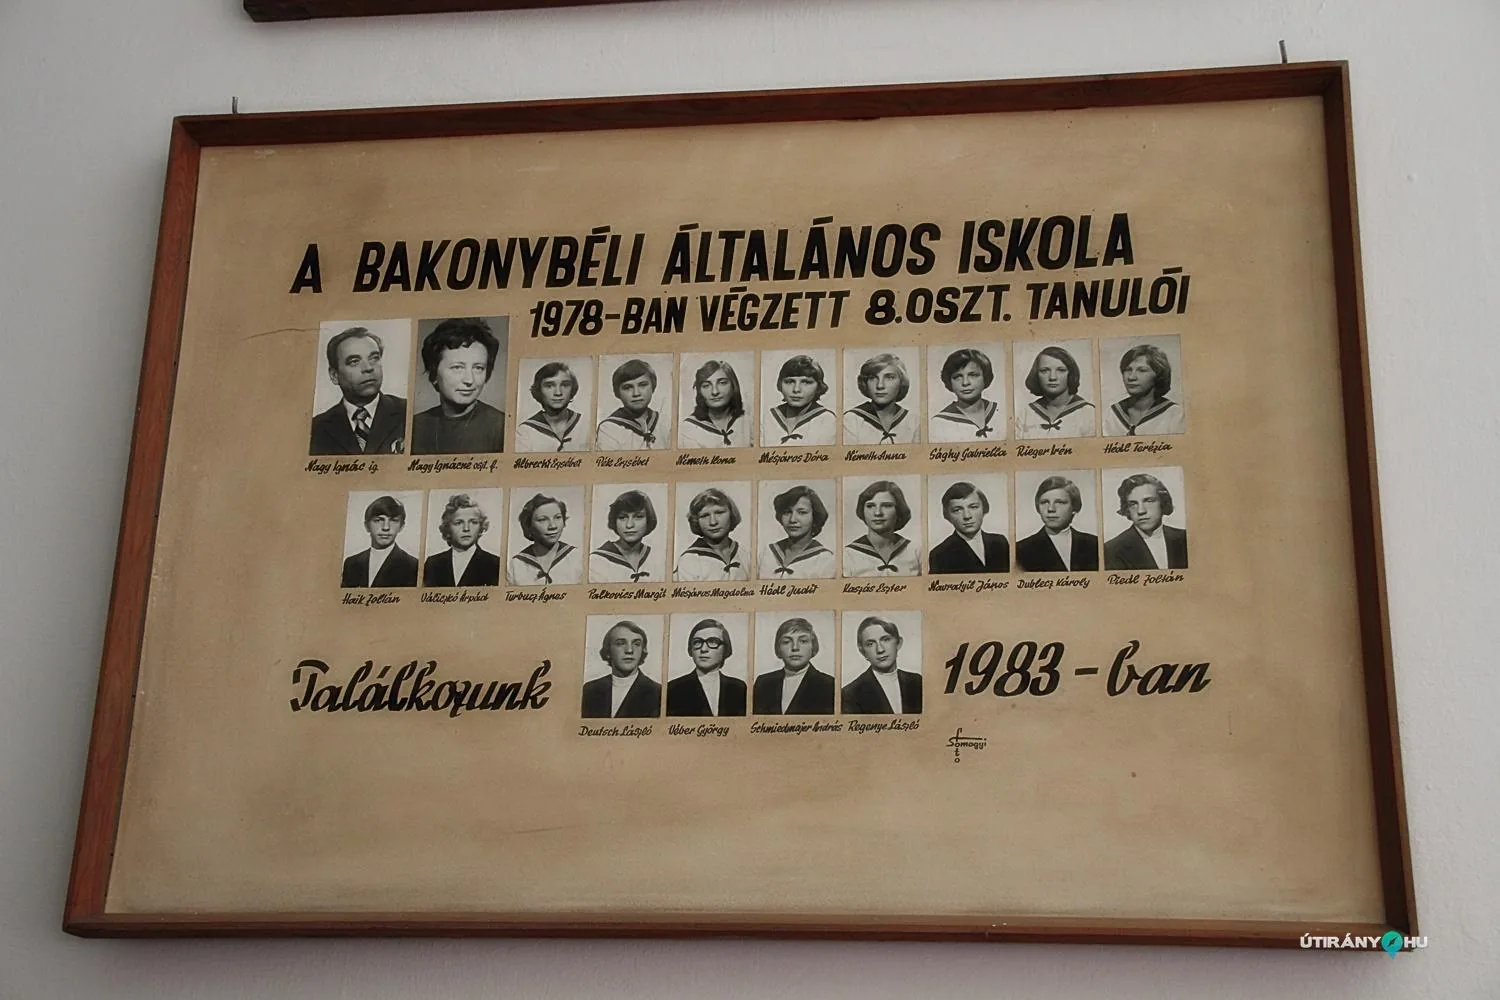 A BAKONYBÉLI ÁLTALÁNOS ISKOLA
1978-BAN VÉGZETT 8.OSZT. TANULÓI
Nagy Ignác ig. Nagy Ignácné oszt. f. Albrecht Erzsébet Pék Erzsébet Németh Ilona Mészáros Dóra Németh Anna Sághy Gabriella Rieger Irén Hédl Terézia
Haik Zoltán Váliczkó Árpád Turbucz Ágnes Palkovics Margit Mészáros Magdolna Hédl Judit Kaszás Eszter Navratyil János Dublecz Károly Piedl Zoltán
Találkozunk 1983-ban
Deutsch László Véber György Schmiedmajer András Regenye László
Somogyi
foto
ÚTIRÁNY HU